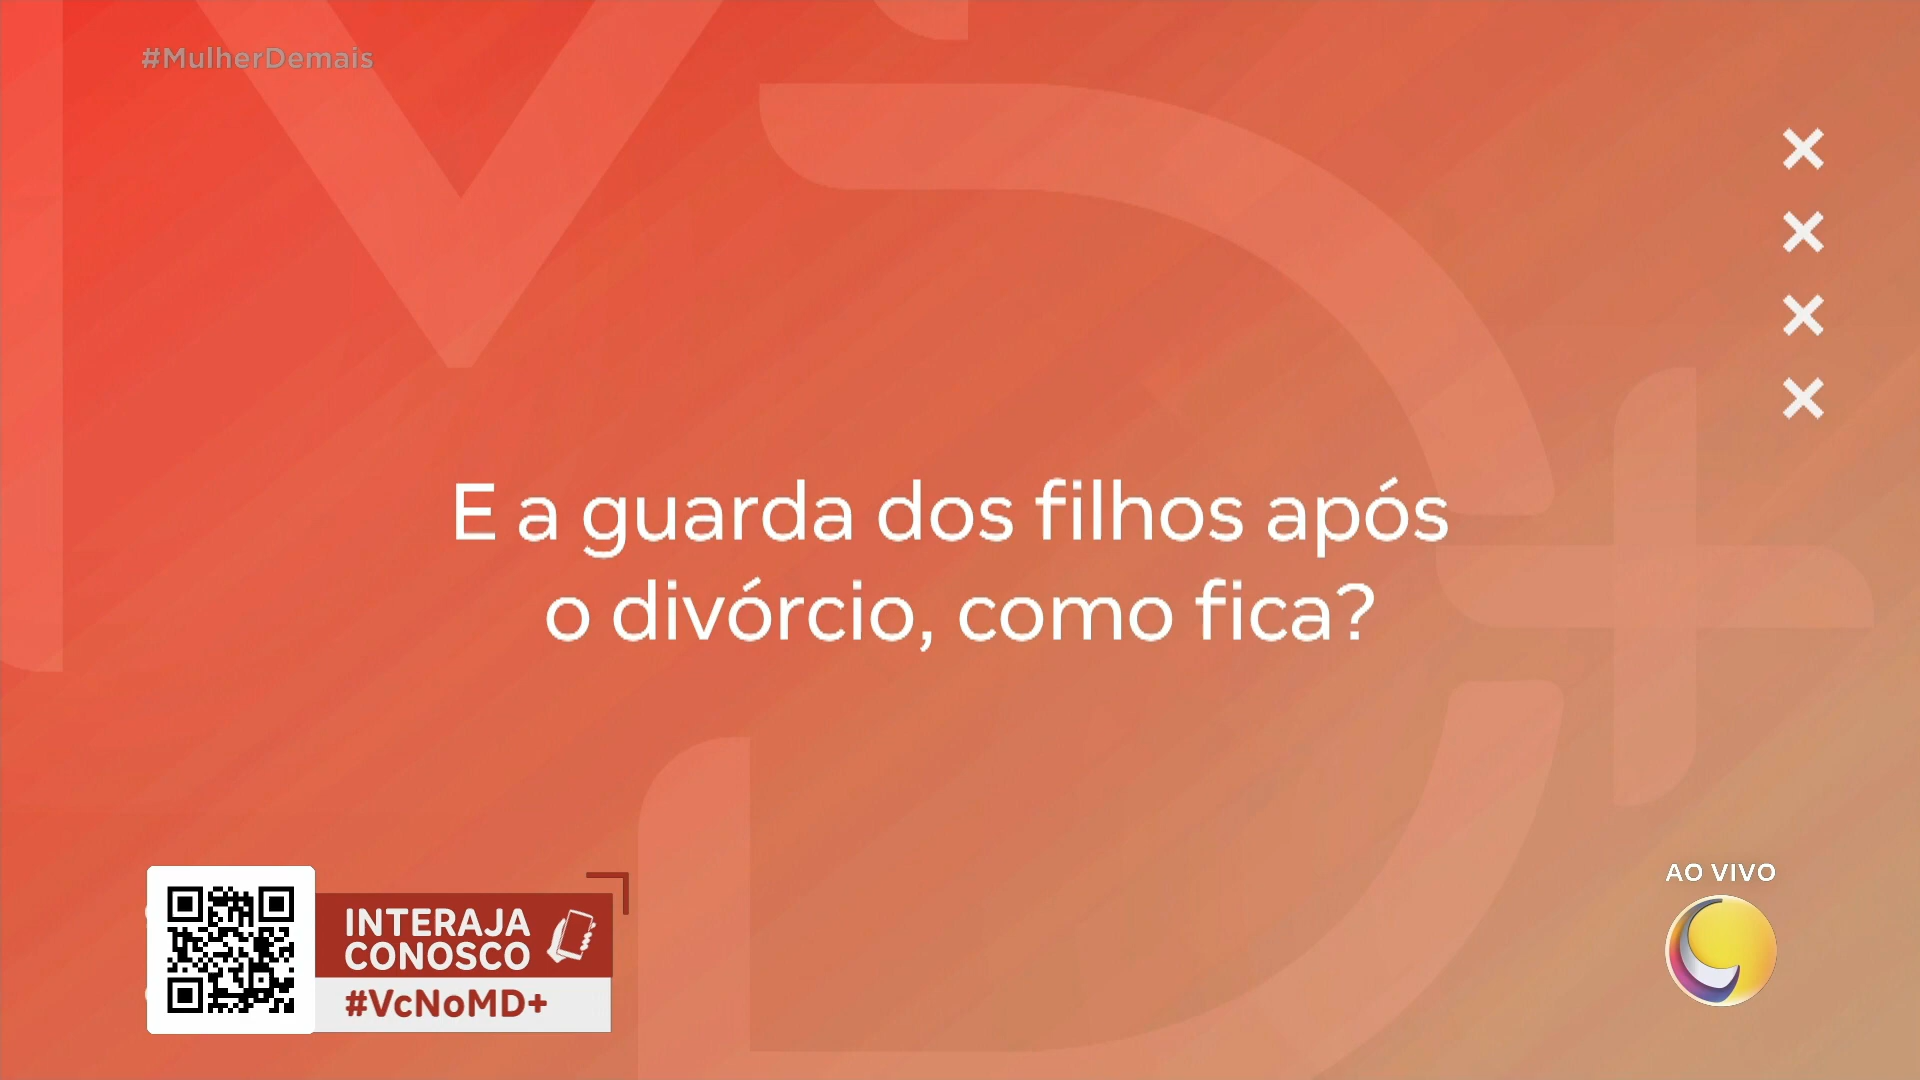 #MulherDemais
E a guarda dos filhos após
o divórcio, como fica?
INTERAJA
CONOSCO
#VcNoMD+
AO VIVO